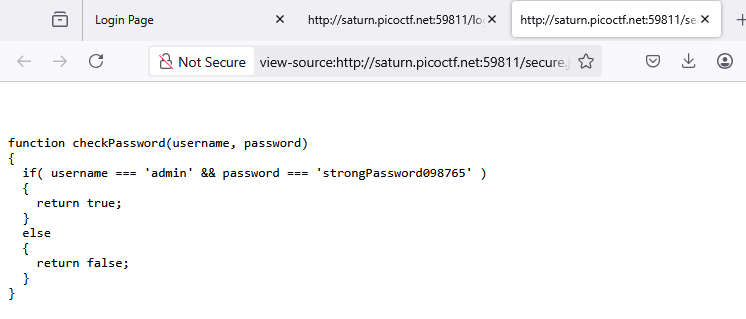 Login Page
http://saturn.picoctf.net:59811/lo
http://saturn.picoctf.net:59811/se
Not Secure
view-source:http://saturn.picoctf.net:59811/secure.j
function checkPassword(username, password)
{
  if( username === 'admin' && password === 'strongPassword098765' )
  {
    return true;
  }
  else
  {
    return false;
  }
}